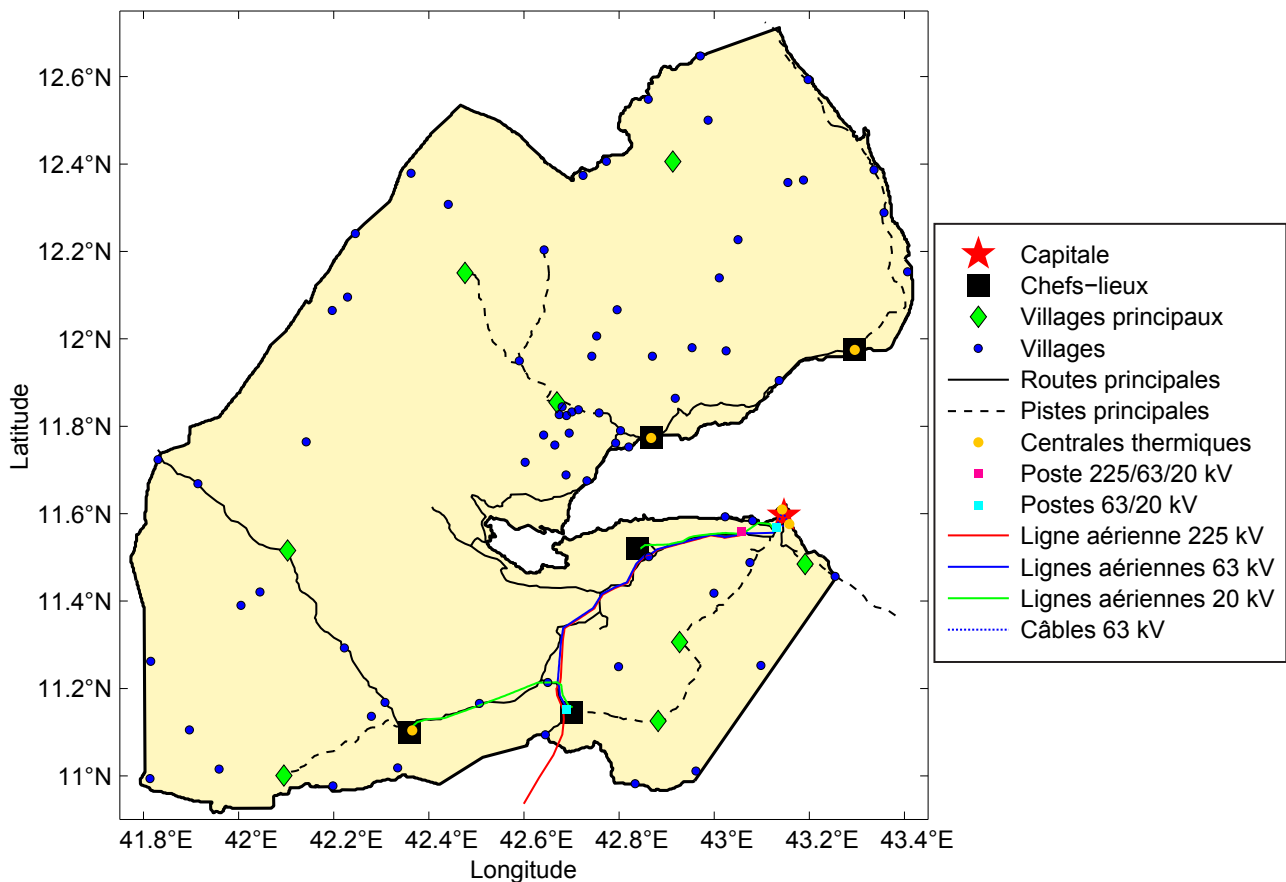 12.6°N
12.4°N
12.2°N
12°N
11.8°N
11.6°N
11.4°N
11.2°N
11°N
Latitude
41.8°E 42°E 42.2°E 42.4°E 42.6°E 42.8°E 43°E 43.2°E 43.4°E
Longitude
Capitale
Chefs−lieux
Villages principaux
Villages
Routes principales
Pistes principales
Centrales thermiques
Poste 225/63/20 kV
Postes 63/20 kV
Ligne aérienne 225 kV
Lignes aériennes 63 kV
Lignes aériennes 20 kV
Câbles 63 kV